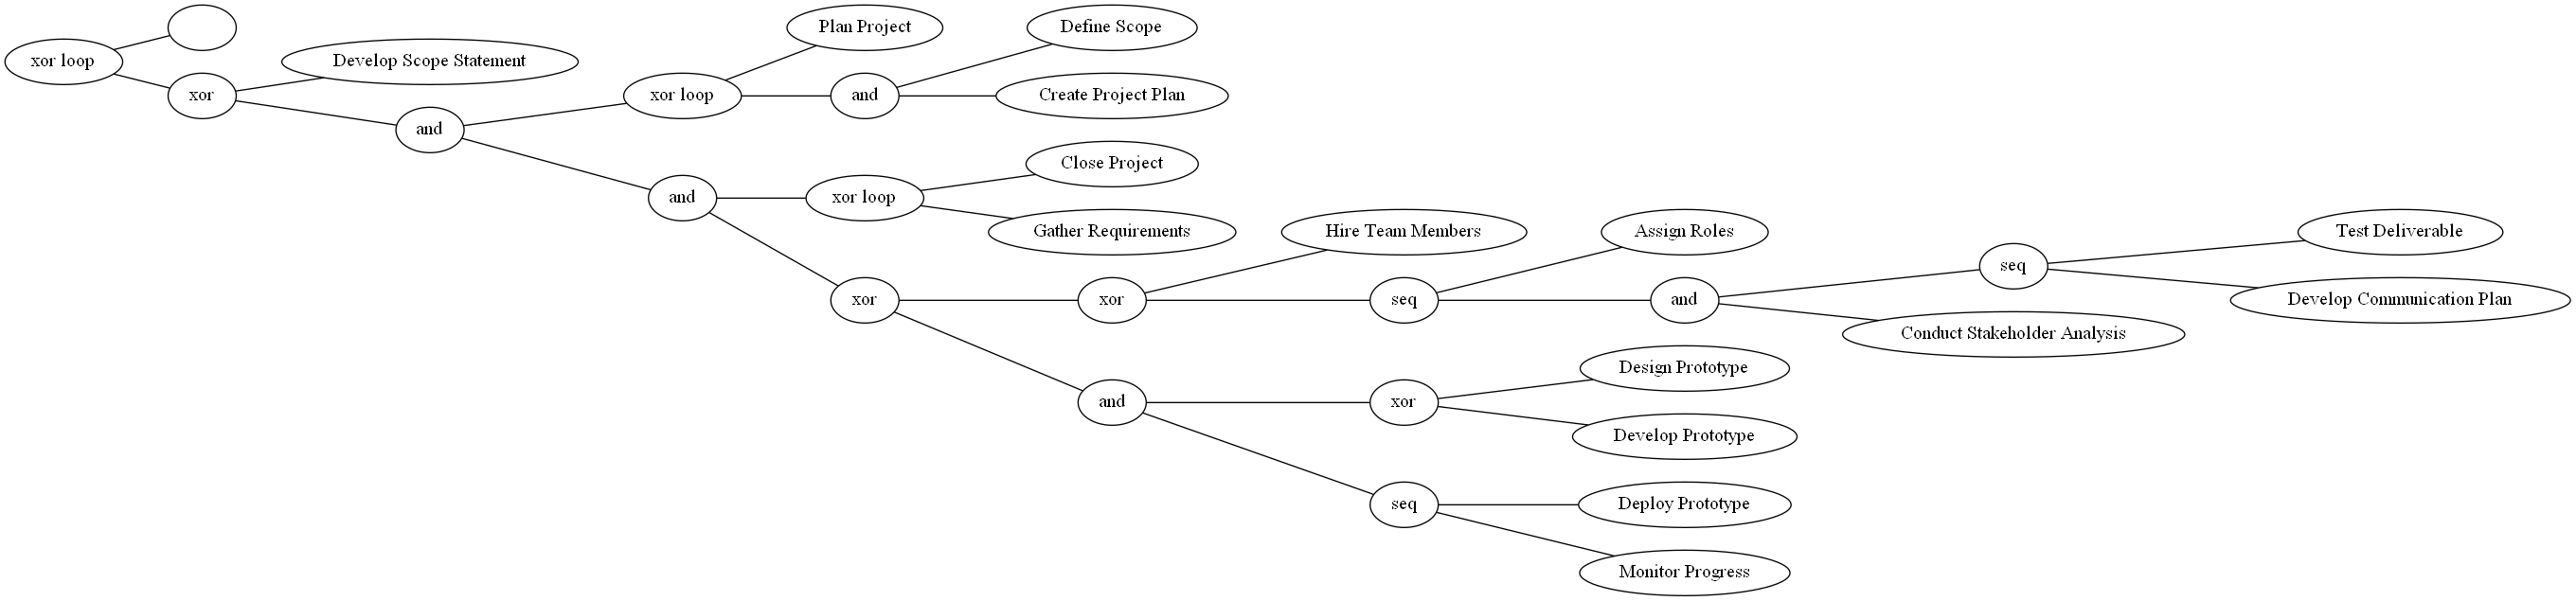 Plan Project
Define Scope
xor loop
Develop Scope Statement
xor
xor loop
and
Create Project Plan
and
Close Project
and
xor loop
Gather Requirements
Hire Team Members
Assign Roles
Test Deliverable
seq
xor
xor
seq
and
Develop Communication Plan
Conduct Stakeholder Analysis
Design Prototype
and
xor
Develop Prototype
seq
Deploy Prototype
Monitor Progress